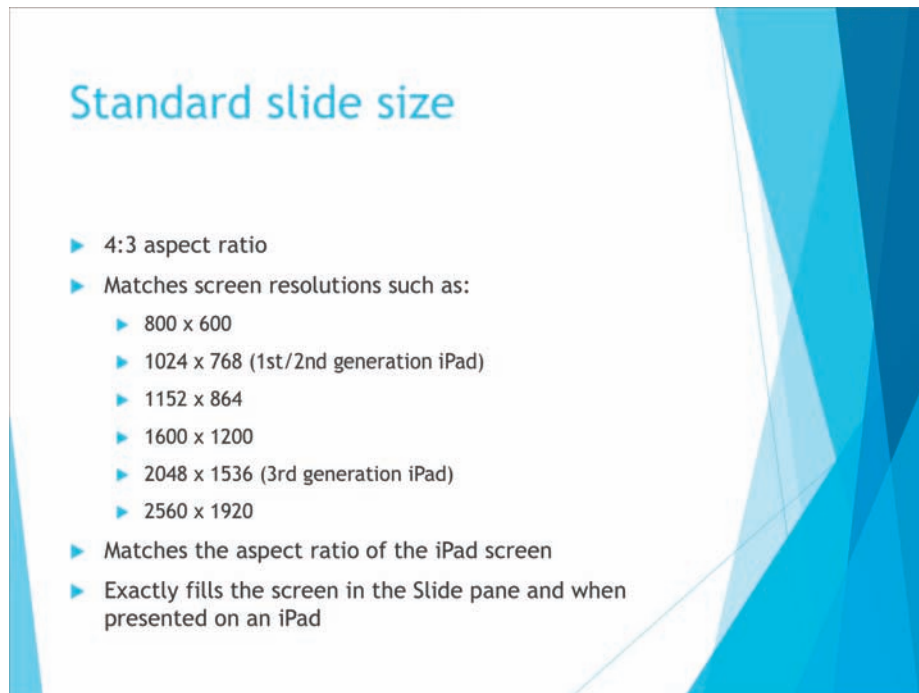 Standard slide size
4:3 aspect ratio
Matches screen resolutions such as:
800 x 600
1024 x 768 (1st/2nd generation iPad)
1152 x 864
1600 x 1200
2048 x 1536 (3rd generation iPad)
2560 x 1920
Matches the aspect ratio of the iPad screen
Exactly fills the screen in the Slide pane and when
presented on an iPad